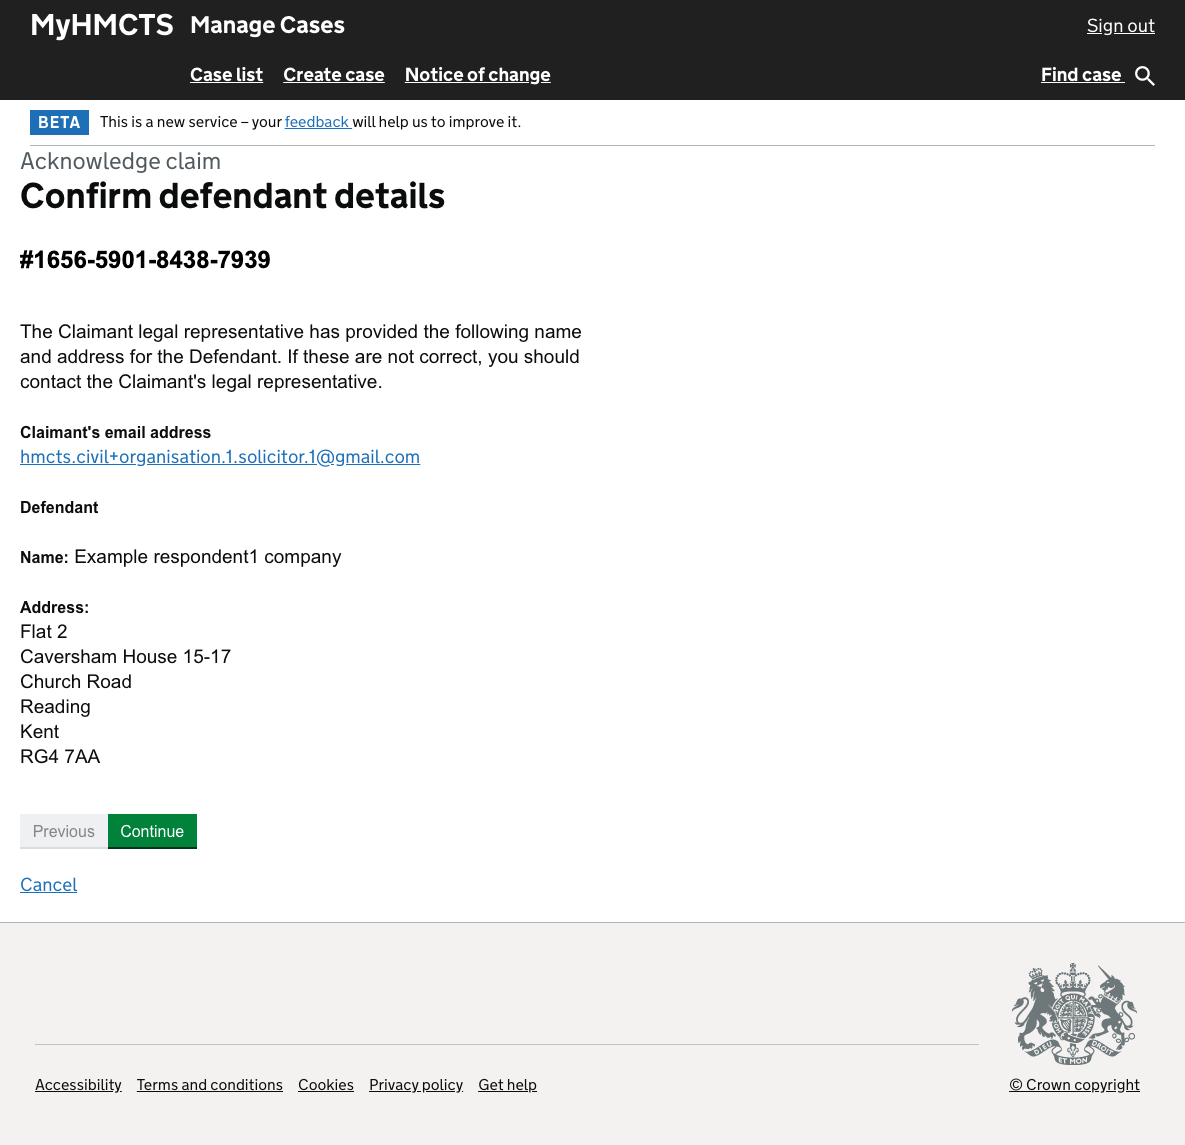 MyHMCTS Manage Cases Sign out
Case list Create case Notice of change Find case
BETA This is a new service – your feedback will help us to improve it.
Acknowledge claim
Confirm defendant details
#1656-5901-8438-7939
The Claimant legal representative has provided the following name
and address for the Defendant. If these are not correct, you should
contact the Claimant's legal representative.
Claimant's email address
hmcts.civil+organisation.1.solicitor.1@gmail.com
Defendant
Name: Example respondent1 company
Address:
Flat 2
Caversham House 15-17
Church Road
Reading
Kent
RG4 7AA
Previous Continue
Cancel
DIEU ET MON DROIT
Accessibility Terms and conditions Cookies Privacy policy Get help © Crown copyright